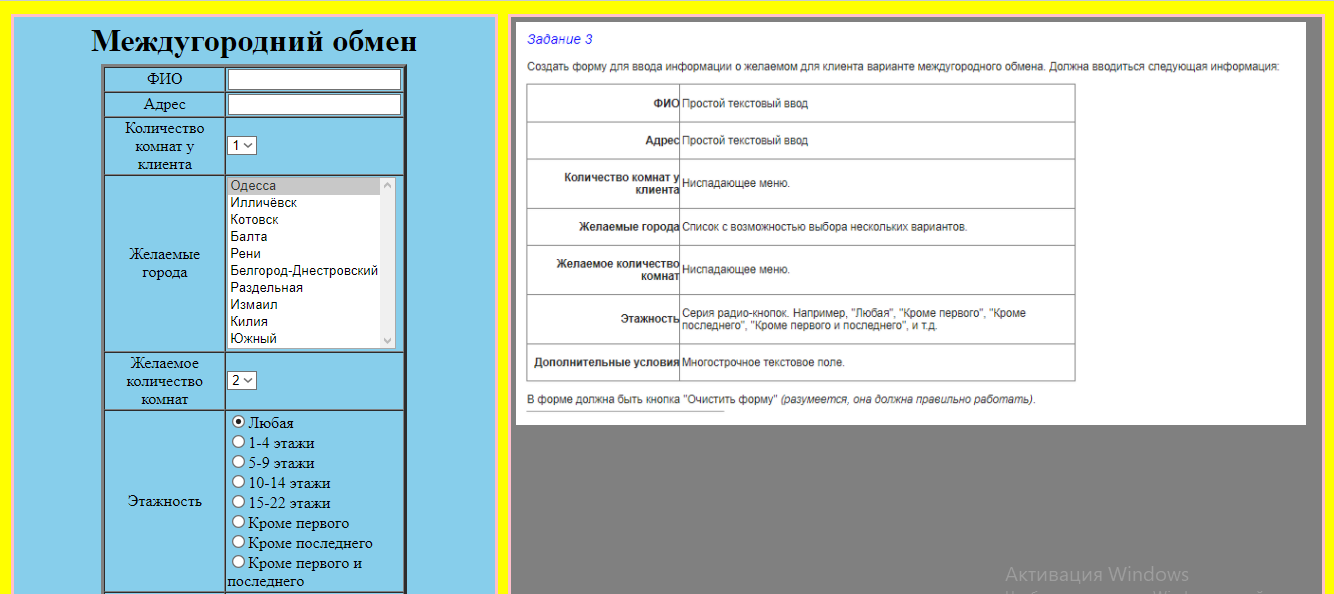 Междугородний обмен
ФИО
Адрес
Количество
комнат у
клиента
1
Желаемые
города
Одесса
Илличёвск
Котовск
Балта
Рени
Белгород-Днестровский
Раздельная
Измаил
Килия
Южный
Желаемое
количество
комнат
2
Этажность
Любая
1-4 этажи
5-9 этажи
10-14 этажи
15-22 этажи
Кроме первого
Кроме последнего
Кроме первого и
последнего
Задание 3
Создать форму для ввода информации о желаемом для клиента варианте междугородного обмена. Должна вводиться следующая информация:
ФИО
Простой текстовый ввод
Адрес
Простой текстовый ввод
Количество комнат у
клиента
Ниспадающее меню.
Желаемые города
Список с возможностью выбора нескольких вариантов.
Желаемое количество
комнат
Ниспадающее меню.
Этажность
Серия радио-кнопок. Например, "Любая", "Кроме первого", "Кроме
последнего", "Кроме первого и последнего", и т.д.
Дополнительные условия
Многострочное текстовое поле.
В форме должна быть кнопка "Очистить форму" (разумеется, она должна правильно работать).
Активация Windows